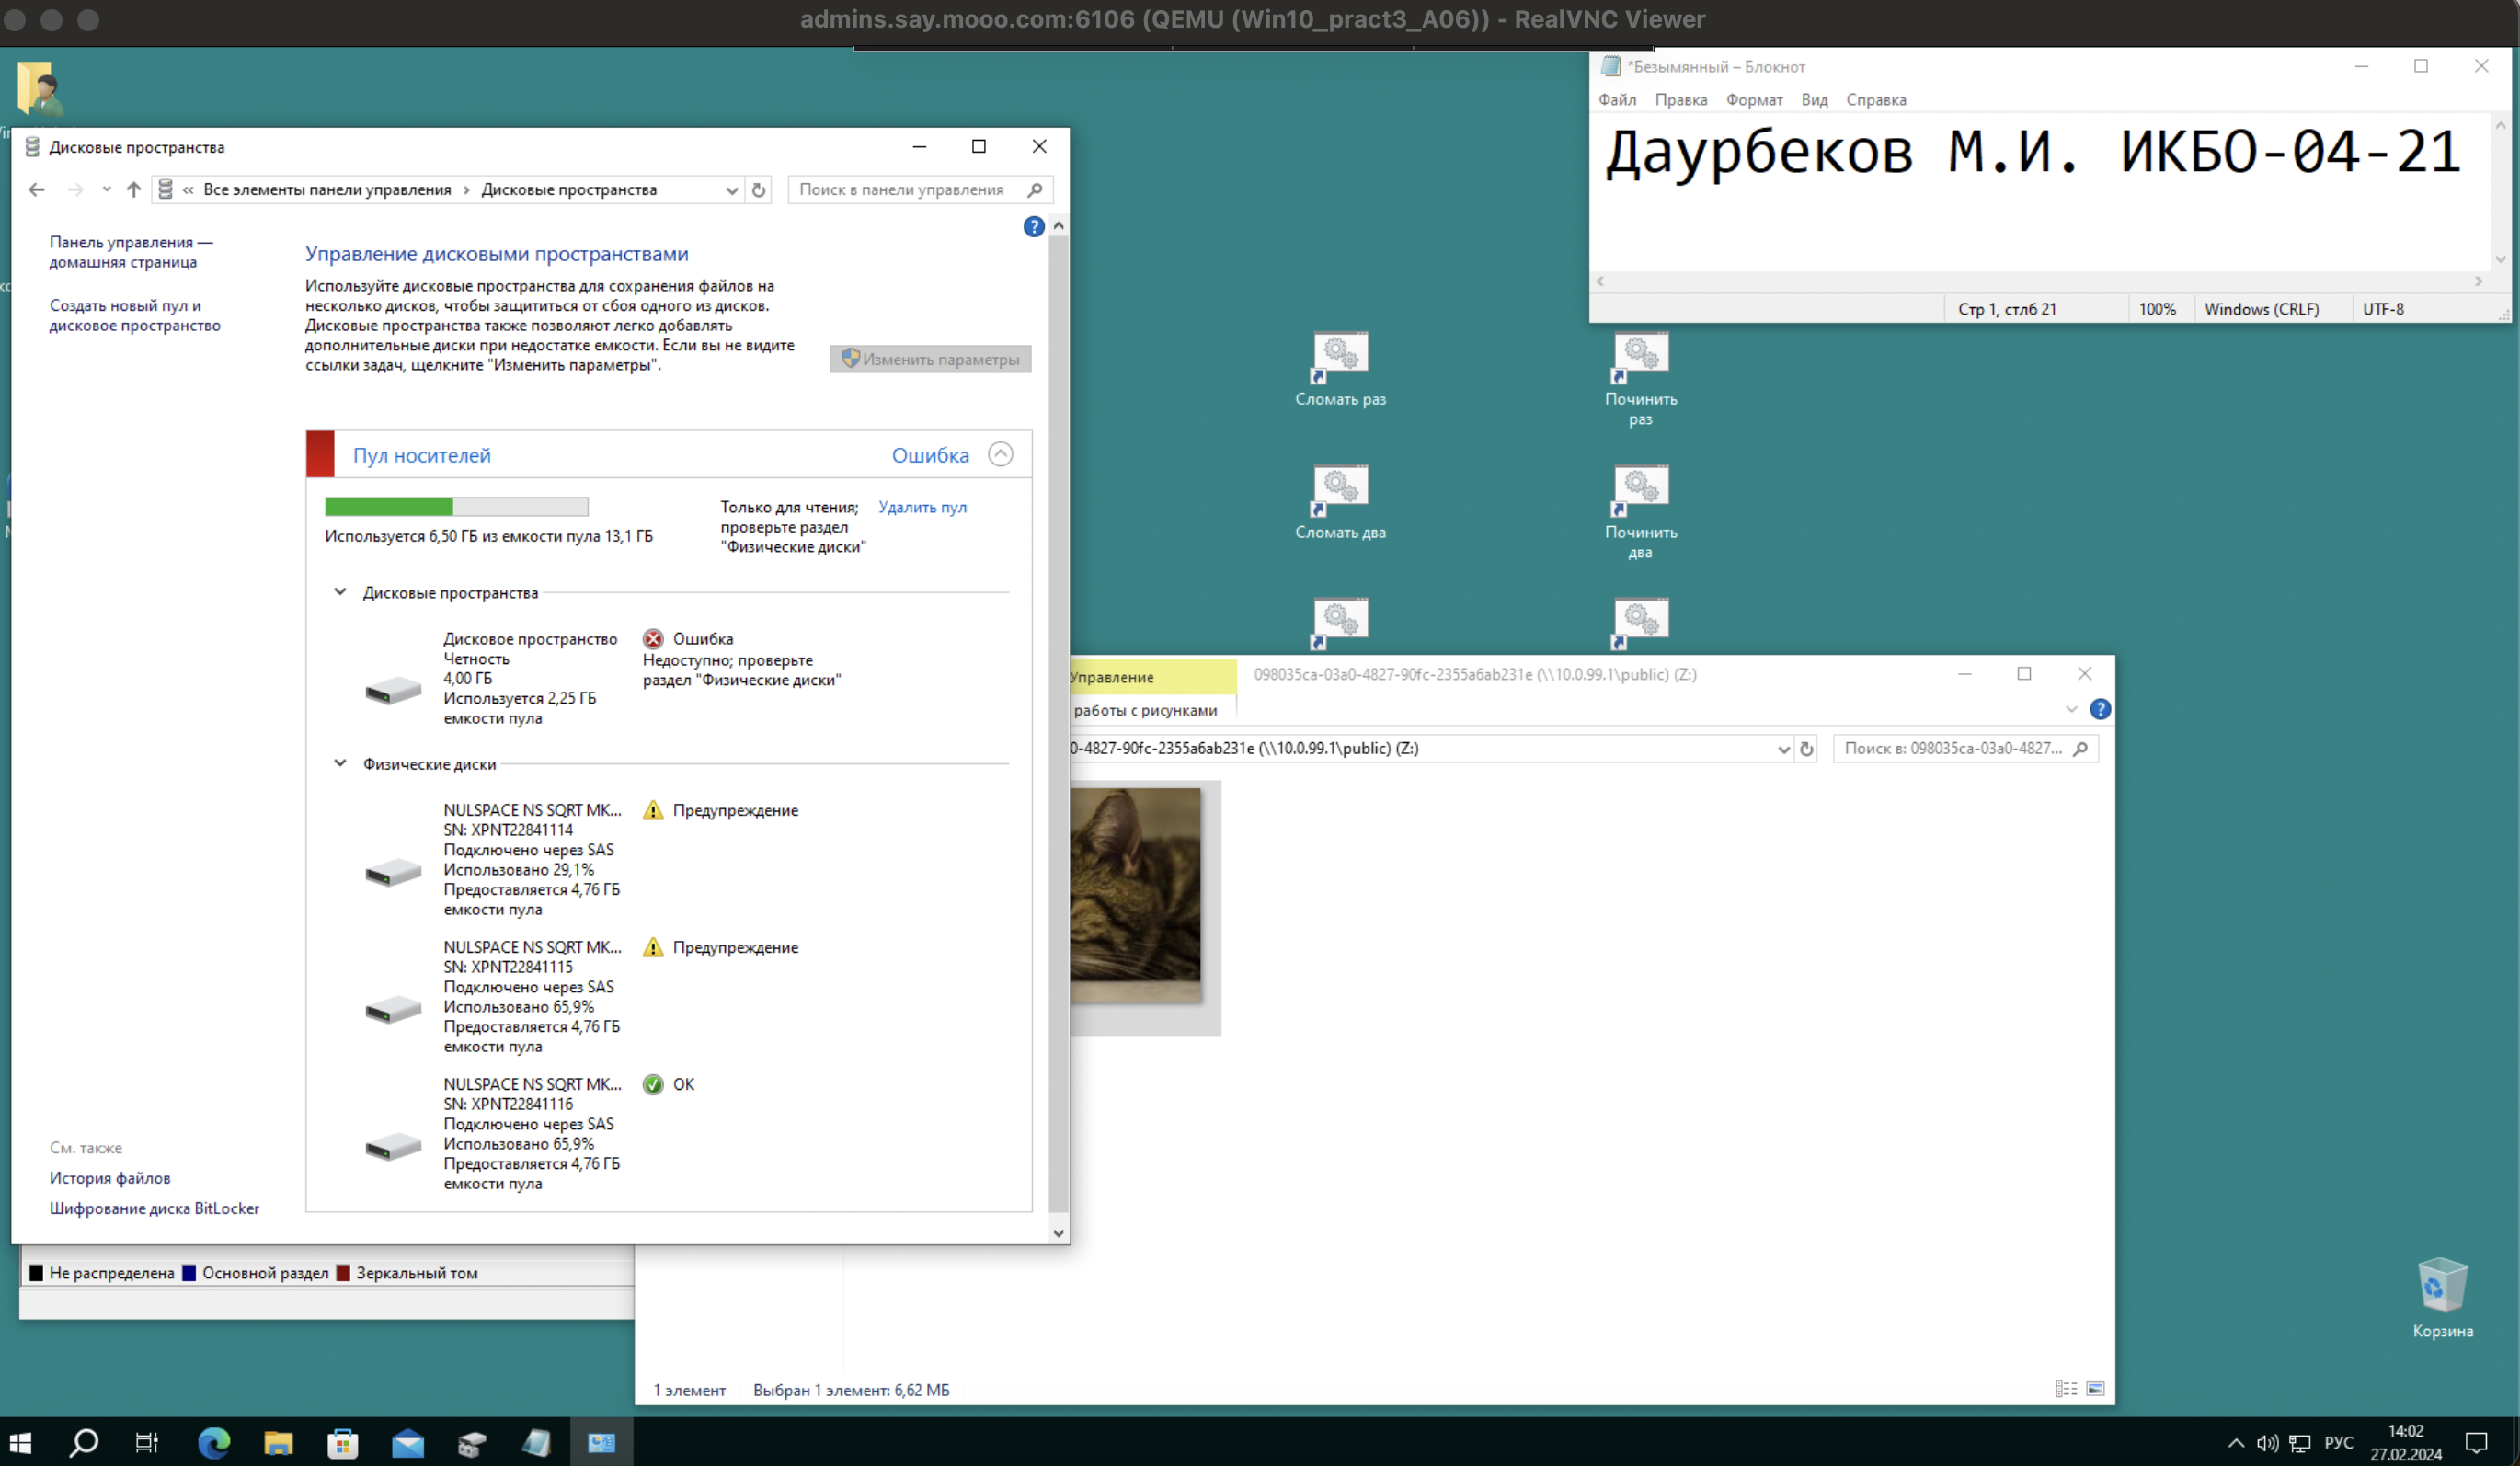 admins.say.mooo.com:6106 (QEMU (Win10_pract3_A06)) - RealVNC Viewer
*Безымянный – Блокнот
Файл Правка Формат Вид Справка
Даурбеков М.И. ИКБО-04-21
Стр 1, стлб 21 100% Windows (CRLF) UTF-8
Дисковые пространства
« Все элементы панели управления › Дисковые пространства
Поиск в панели управления
Панель управления —
домашняя страница
Создать новый пул и
дисковое пространство
Управление дисковыми пространствами
Используйте дисковые пространства для сохранения файлов на
несколько дисков, чтобы защититься от сбоя одного из дисков.
Дисковые пространства также позволяют легко добавлять
дополнительные диски при недостатке емкости. Если вы не видите
ссылки задач, щелкните "Изменить параметры".
Изменить параметры
Пул носителей
Ошибка
Используется 6,50 ГБ из емкости пула 13,1 ГБ
Только для чтения;
проверьте раздел
"Физические диски"
Удалить пул
Дисковые пространства
Дисковое пространство
Четность
4,00 ГБ
Используется 2,25 ГБ
емкости пула
Ошибка
Недоступно; проверьте
раздел "Физические диски"
Физические диски
NULSPACE NS SQRT MK...
SN: XPNT22841114
Подключено через SAS
Использовано 29,1%
Предоставляется 4,76 ГБ
емкости пула
Предупреждение
NULSPACE NS SQRT MK...
SN: XPNT22841115
Подключено через SAS
Использовано 65,9%
Предоставляется 4,76 ГБ
емкости пула
Предупреждение
NULSPACE NS SQRT MK...
SN: XPNT22841116
Подключено через SAS
Использовано 65,9%
Предоставляется 4,76 ГБ
емкости пула
OK
См. также
История файлов
Шифрование диска BitLocker
Не распределена Основной раздел Зеркальный том
Сломать раз
Починить
раз
Сломать два
Починить
два
Управление
098035ca-03a0-4827-90fc-2355a6ab231e (\\10.0.99.1\public) (Z:)
работы с рисунками
0-4827-90fc-2355a6ab231e (\\10.0.99.1\public) (Z:)
Поиск в: 098035ca-03a0-4827...
1 элемент Выбран 1 элемент: 6,62 МБ
Корзина
РУС
14:02
27.02.2024